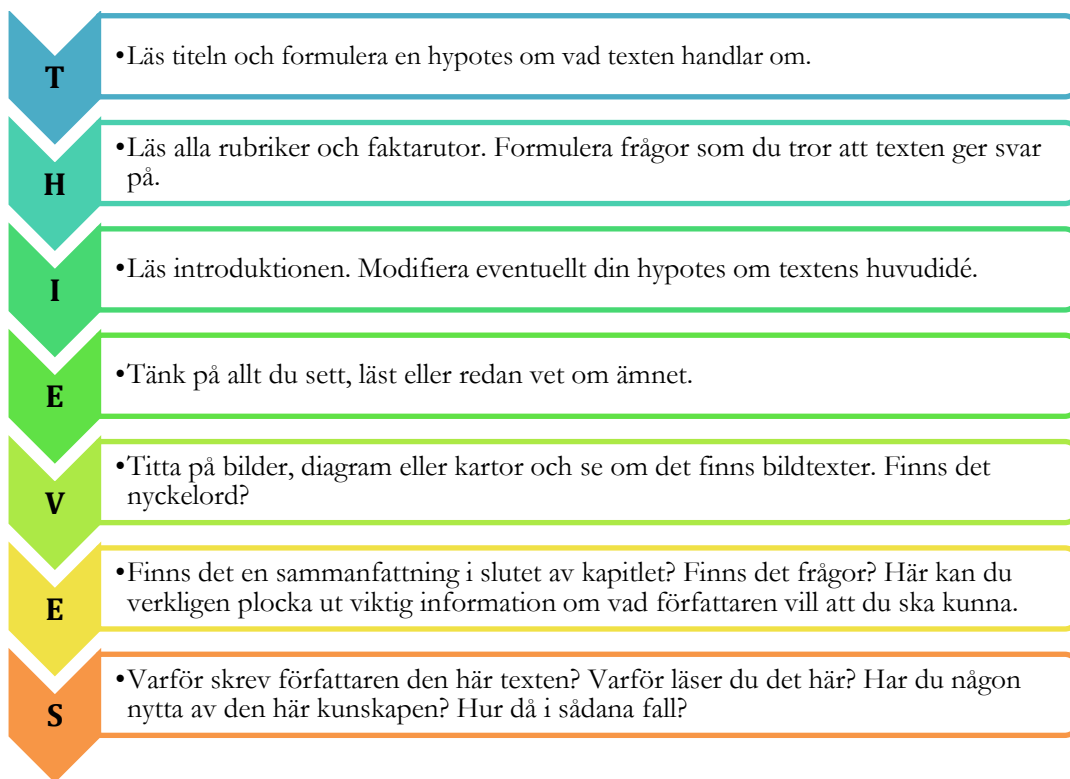 T
•Läs titeln och formulera en hypotes om vad texten handlar om.
H
•Läs alla rubriker och faktarutor. Formulera frågor som du tror att texten ger svar
på.
I
•Läs introduktionen. Modifiera eventuellt din hypotes om textens huvudidé.
E
•Tänk på allt du sett, läst eller redan vet om ämnet.
V
•Titta på bilder, diagram eller kartor och se om det finns bildtexter. Finns det
nyckelord?
E
•Finns det en sammanfattning i slutet av kapitlet? Finns det frågor? Här kan du
verkligen plocka ut viktig information om vad författaren vill att du ska kunna.
S
•Varför skrev författaren den här texten? Varför läser du det här? Har du någon
nytta av den här kunskapen? Hur då i sådana fall?